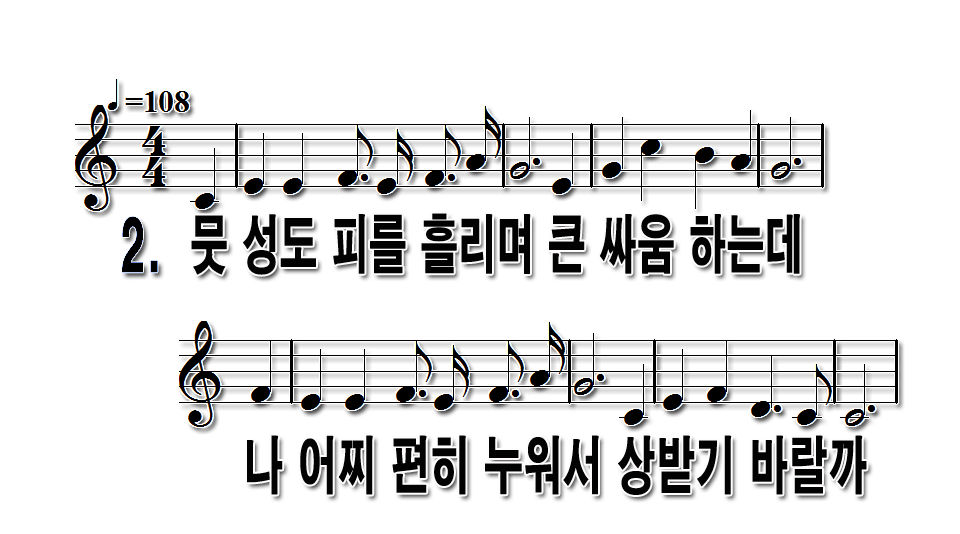 ♩=108
4/4
2. 뭇 성도 피를 흘리며 큰 싸움 하는데
나 어찌 편히 누워서 상받기 바랄까